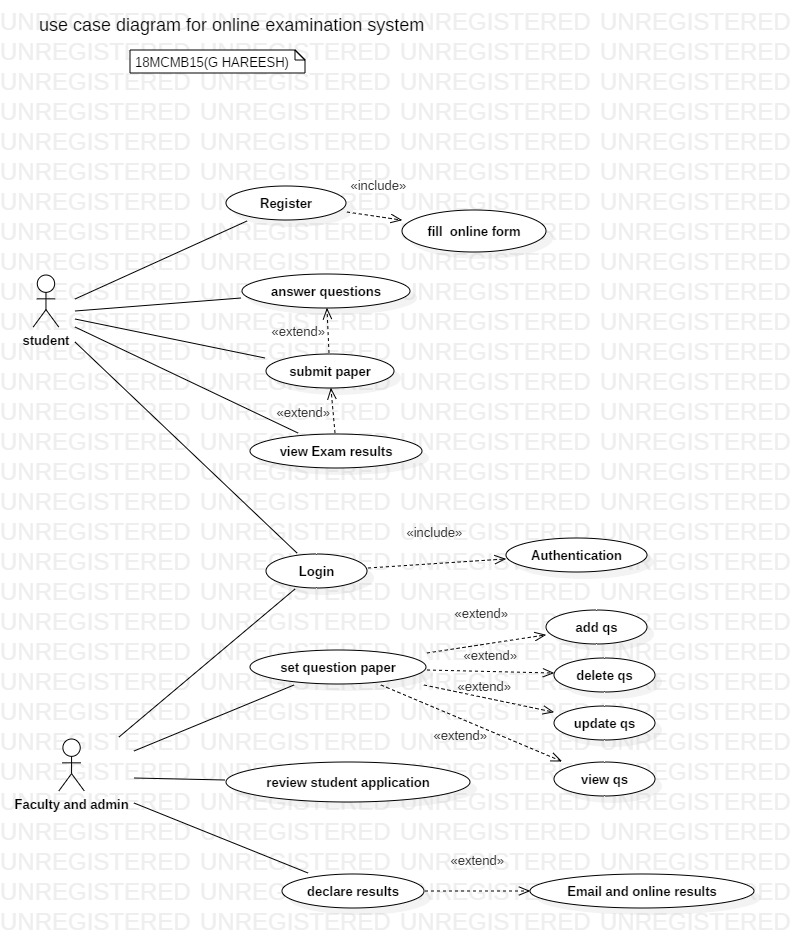 use case diagram for online examination system
18MCMB15(G HAREESH)
«include»
Register
fill  online form
answer questions
«extend»
student
submit paper
«extend»
view Exam results
«include»
Authentication
Login
«extend»
add qs
«extend»
set question paper
delete qs
«extend»
update qs
«extend»
view qs
review student application
Faculty and admin
«extend»
declare results
Email and online results
UNREGISTERED